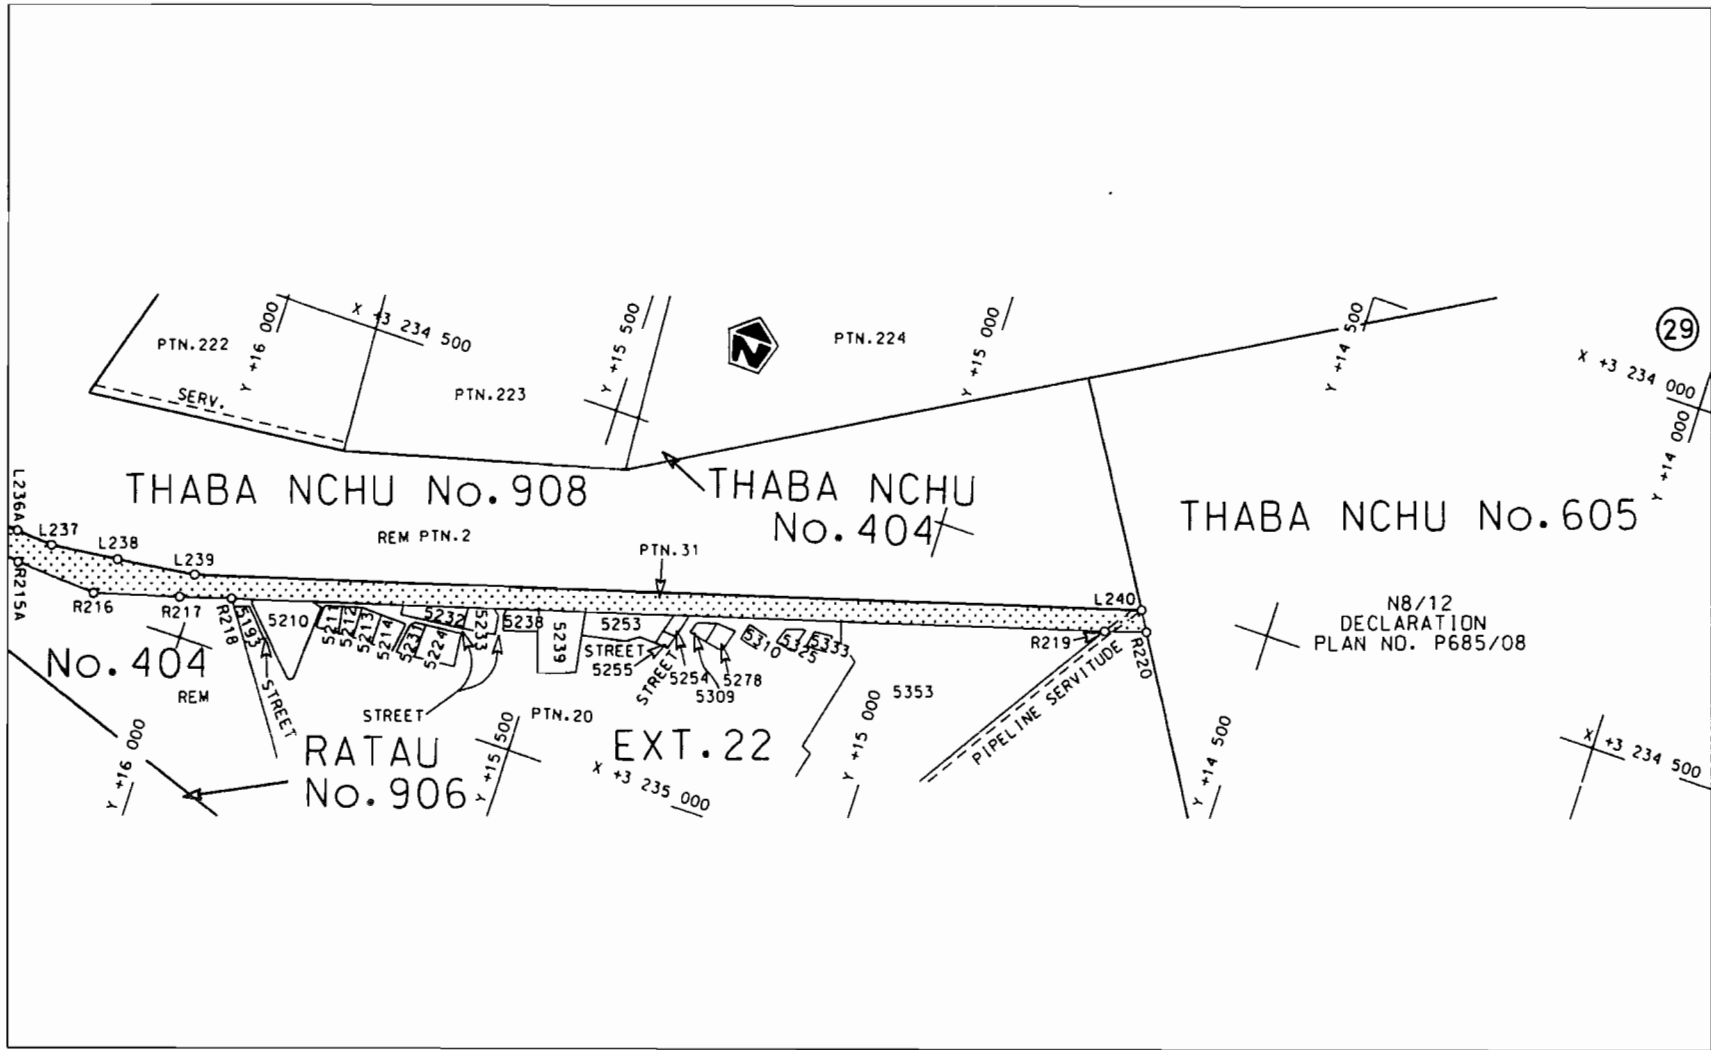 PTN.222
Y +16 000
X +3 234 500
Y +15 500
N
PTN.224
Y +15 000
Y +14 500
29
X +3 234 000
Y +14 000
SERV.
PTN.223
L236A
L237
L238
L239
THABA NCHU No.908
REM PTN.2
THABA NCHU
No.404
PTN.31
THABA NCHU No.605
L240
N8/12
DECLARATION
PLAN NO. P685/08
R215A
R216
R217
R218
5193
5210
5211
5212
5213
5214
5231
5224
5232
5233
5238
5239
5253
STREET
5255
STREET
5254
5309
5278
5310
5325
5333
R219
R220
No.404
REM
STREET
STREET
PTN.20
5353
PIPELINE SERVITUDE
RATAU
No.906
EXT.22
Y +16 000
Y +15 500
X +3 235 000
Y +15 000
Y +14 500
X +3 234 500